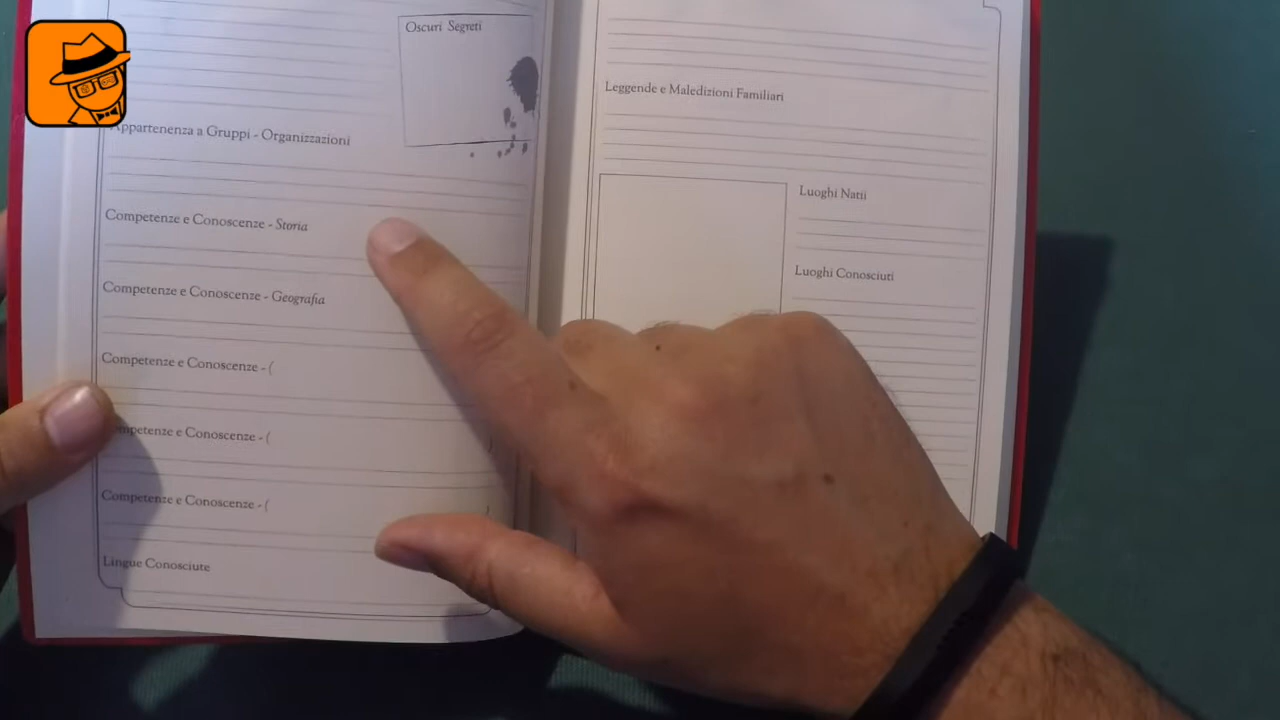 Oscuri Segreti
Appartenenza a Gruppi - Organizzazioni
Competenze e Conoscenze - Storia
Competenze e Conoscenze - Geografia
Competenze e Conoscenze - (
Competenze e Conoscenze - ( )
Competenze e Conoscenze - ( )
Lingue Conosciute
Leggende e Maledizioni Familiari
Luoghi Natii
Luoghi Conosciuti